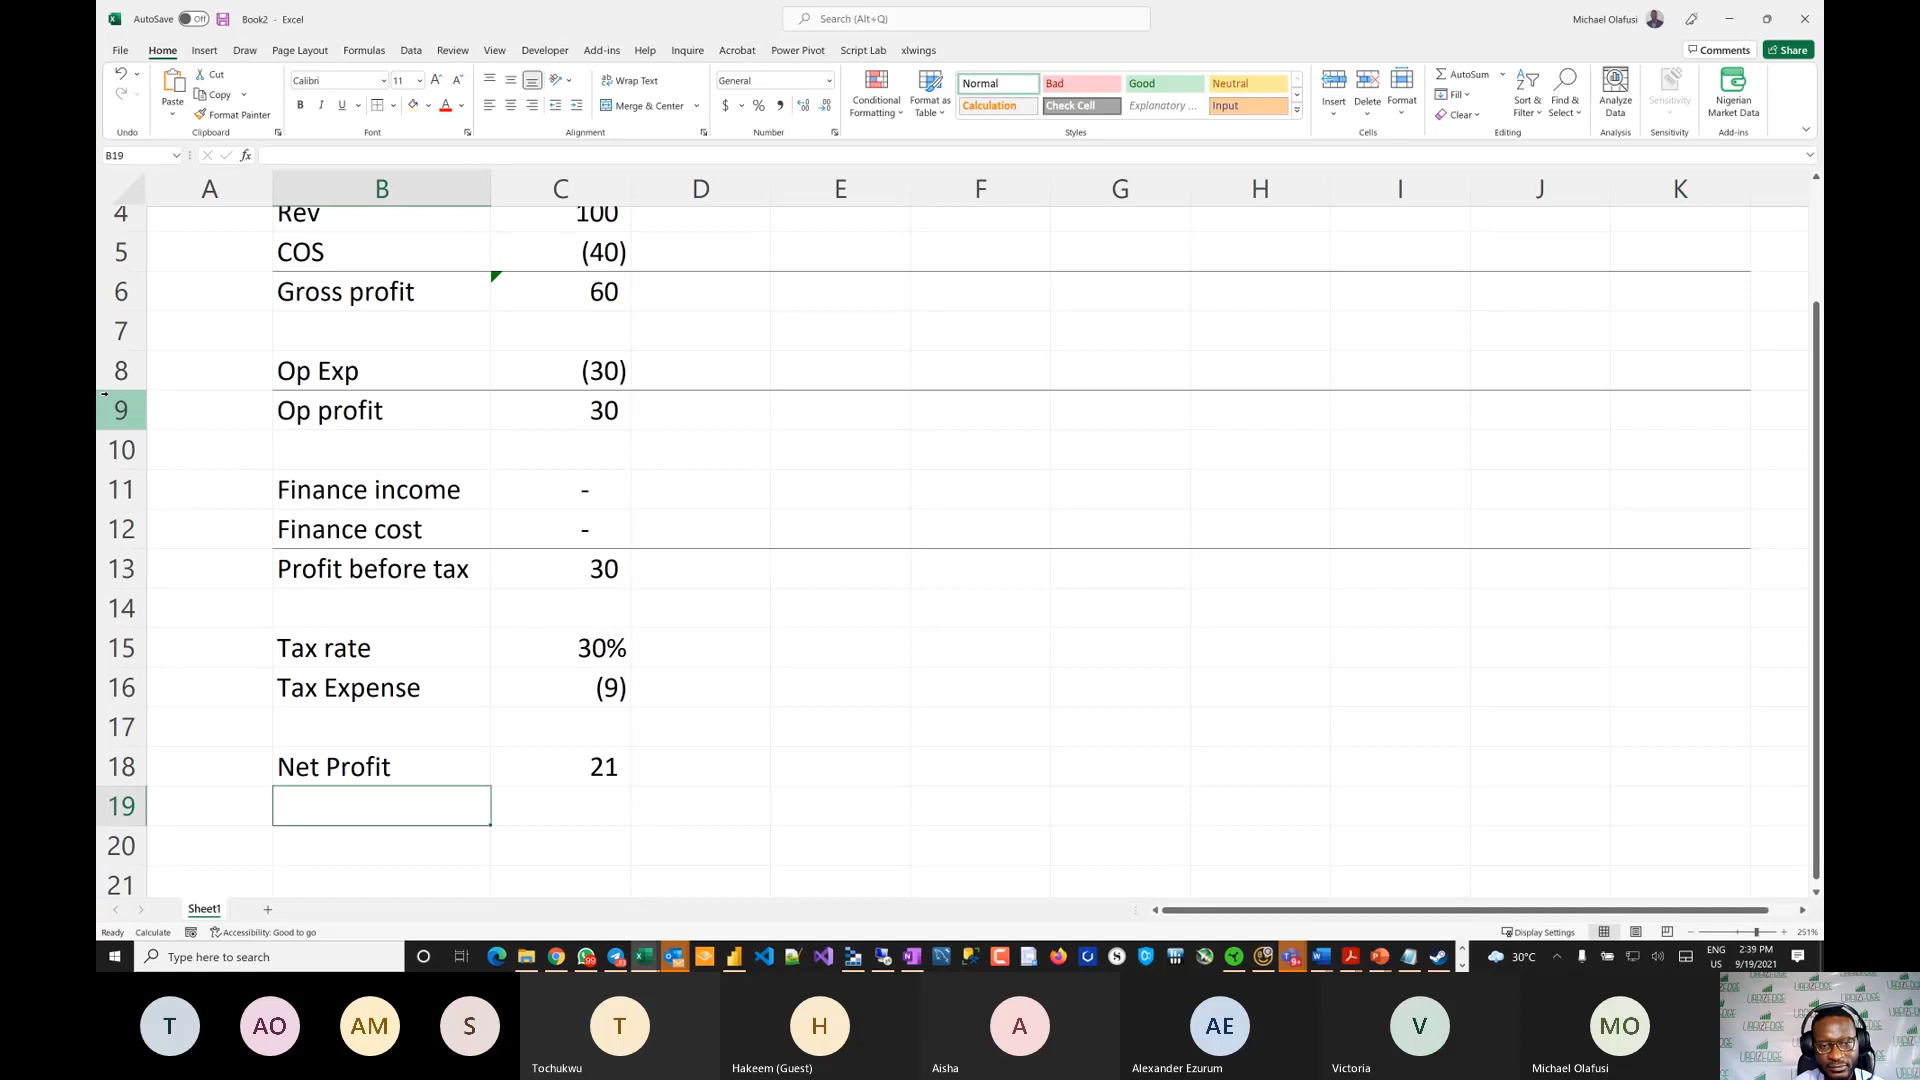 AutoSave Off Book2 - Excel
Search (Alt+Q)
Michael Olafusi
File Home Insert Draw Page Layout Formulas Data Review View Developer Add-ins Help Inquire Acrobat Power Pivot Script Lab xlwings
Comments Share
Undo
Paste
Cut
Copy
Format Painter
Clipboard
Calibri 11
B I U
Font
Wrap Text
Merge & Center
Alignment
General
$ % ,
Number
Conditional Formatting
Format as Table
Normal Bad Good Neutral
Calculation Check Cell Explanatory ... Input
Styles
Insert Delete Format
Cells
AutoSum
Fill
Clear
Sort & Filter
Find & Select
Editing
Analyze Data
Analysis
Sensitivity
Sensitivity
Nigerian Market Data
Add-ins
B19 fx
A B C D E F G H I J K
4 Rev 100
5 COS (40)
6 Gross profit 60
7
8 Op Exp (30)
9 Op profit 30
10
11 Finance income -
12 Finance cost -
13 Profit before tax 30
14
15 Tax rate 30%
16 Tax Expense (9)
17
18 Net Profit 21
19
20
21
Sheet1
Ready Calculate Accessibility: Good to go
Display Settings 251%
Type here to search
30°C ENG US 2:39 PM 9/19/2021
T AO AM S T H A AE V MO
Tochukwu Hakeem (Guest) Aisha Alexander Ezurum Victoria Michael Olafusi
URBIZEDGE